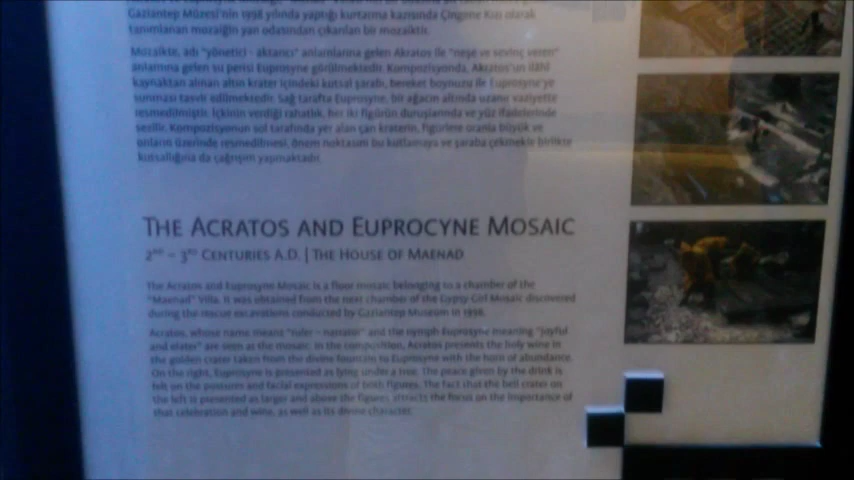 Gaziantep Müzesi'nin 1998 yılında yaptığı kurtarma kazısında Çingene Kızı olarak
tanımlanan mozaiğin yan odasından çıkarılan bir mozaiktir.
Mozaikte, adı "yönetici - aktarıcı" anlamlarına gelen Akratos ile "neşe ve sevinç veren"
anlamına gelen su perisi Euprosyne görülmektedir. Kompozisyonda, Akratos'un ilahi
kaynaktan alınan altın krater içindeki kutsal şarabı, bereket boynuzu ile Euprosyne'ye
sunması tasvir edilmektedir. Sağ tarafta Euprosyne, bir ağacın altında uzanır vaziyette
resmedilmiştir. İçkinin verdiği rahatlık, her iki figürün duruşlarında ve yüz ifadelerinde
sezilir. Kompozisyonun sol tarafında yer alan çan kraterin, figürlere oranla büyük ve
onların üzerinde resmedilmesi, önem noktasını bu kutlamaya ve şaraba çekmekle birlikte
kutsallığına da çağrışım yapmaktadır.
THE ACRATOS AND EUPROCYNE MOSAIC
2ND – 3RD CENTURIES A.D. | THE HOUSE OF MAENAD
The Acratos and Euprosyne Mosaic is a floor mosaic belonging to a chamber of the
"Maenad" Villa. It was obtained from the next chamber of the Gypsy Girl Mosaic discovered
during the rescue excavations conducted by Gaziantep Museum in 1998.
Acratos, whose name means "ruler – narrator" and the nymph Euprosyne meaning "joyful
and elater" are seen at the mosaic. In the composition, Acratos presents the holy wine in
the golden crater taken from the divine fountain to Euprosyne with the horn of abundance.
On the right, Euprosyne is presented as lying under a tree. The peace given by the drink is
felt on the postures and facial expressions of both figures. The fact that the bell crater on
the left is presented as larger and above the figures attracts the focus on the importance of
that celebration and wine, as well as its divine character.